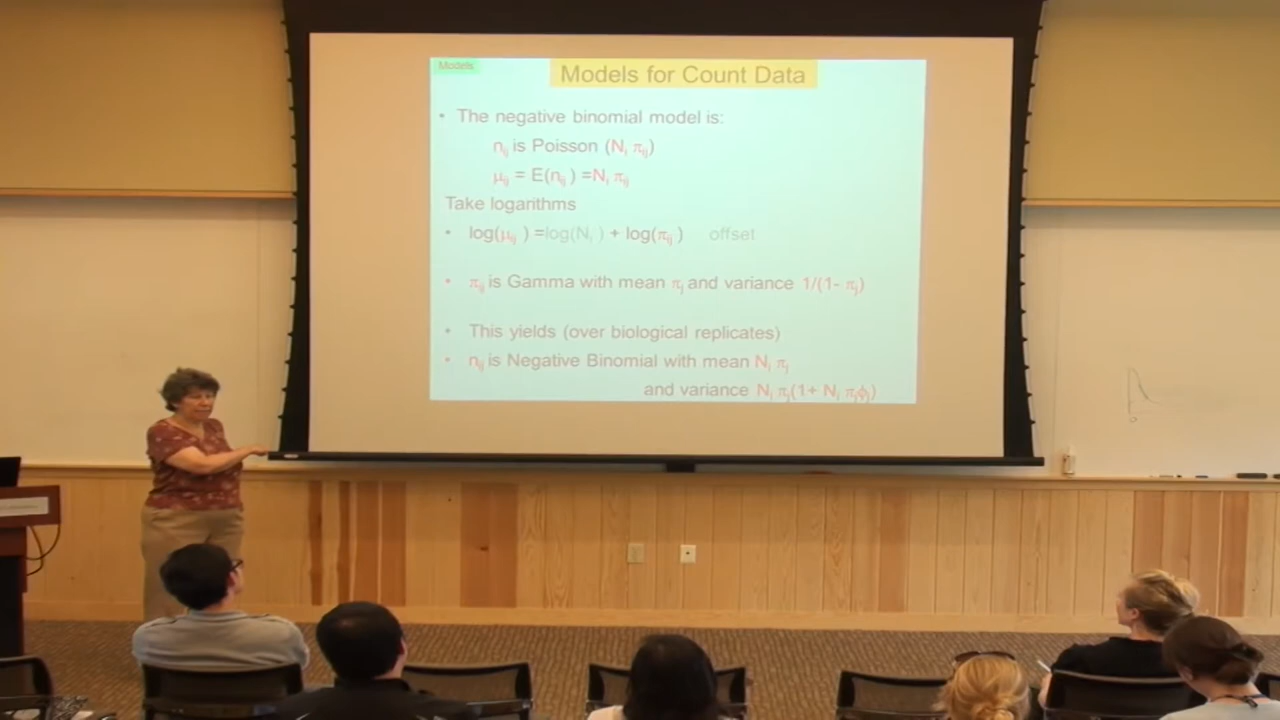 Models
Models for Count Data
• The negative binomial model is:
nij is Poisson (Ni πij)
μij = E(nij ) =Ni πij
Take logarithms
• log(μij ) =log(Ni ) + log(πij ) offset
• πij is Gamma with mean πj and variance 1/(1- πj)
• This yields (over biological replicates)
• nij is Negative Binomial with mean Ni πj
and variance Ni πj(1+ Ni πjϕj)